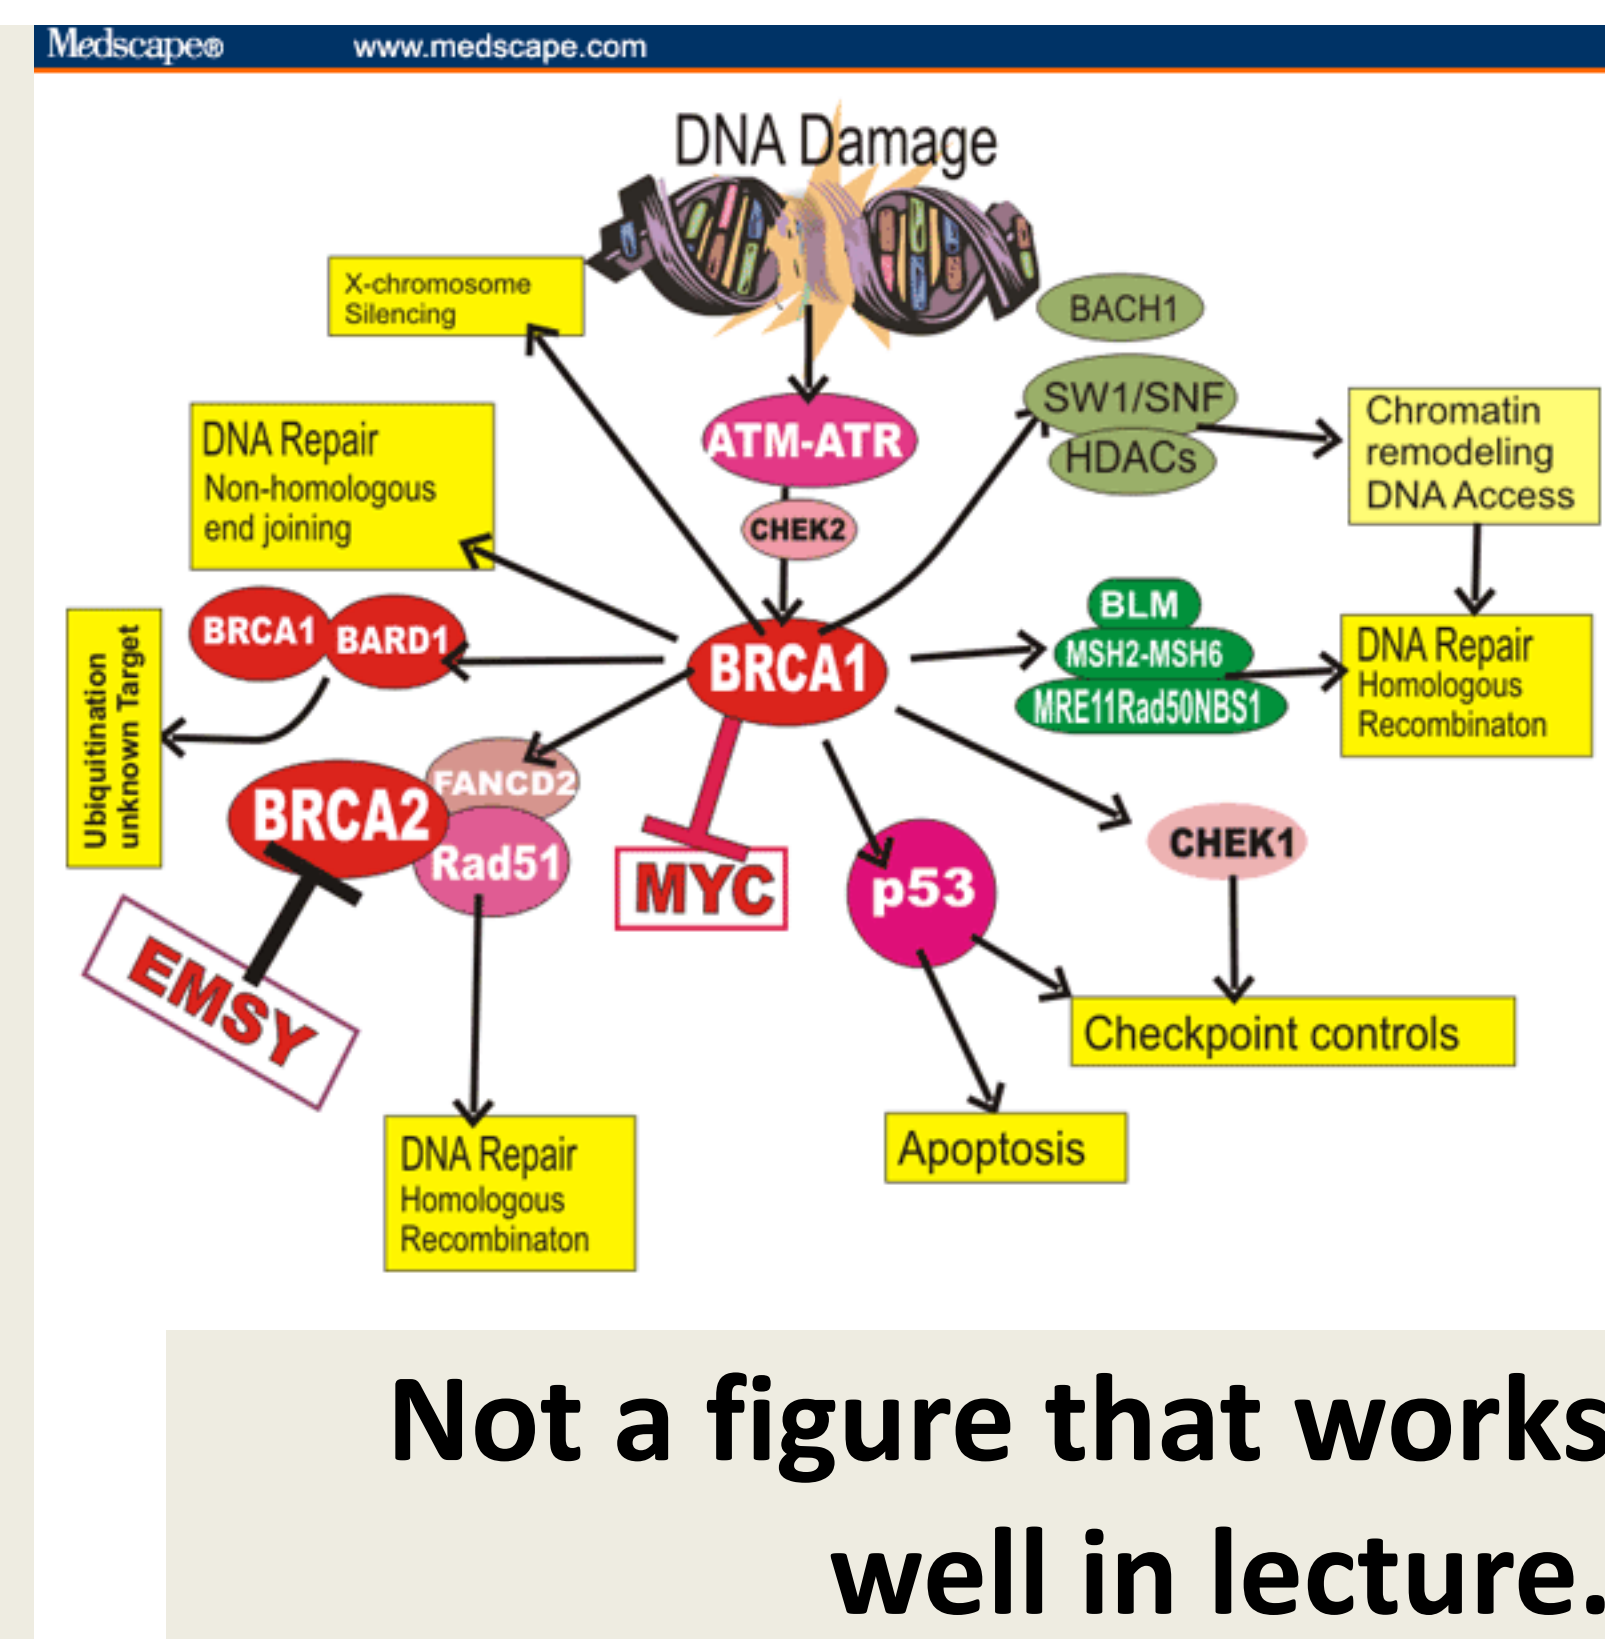 Medscape® www.medscape.com
DNA Damage
X-chromosome
Silencing
BACH1
SW1/SNF
HDACs
Chromatin
remodeling
DNA Access
ATM-ATR
CHEK2
DNA Repair
Non-homologous
end joining
BRCA1
BARD1
BRCA1
BLM
MSH2-MSH6
MRE11Rad50NBS1
DNA Repair
Homologous
Recombinaton
Ubiquitination
unknown Target
BRCA2
FANCD2
Rad51
MYC
p53
CHEK1
EMSY
Checkpoint controls
DNA Repair
Homologous
Recombinaton
Apoptosis
Not a figure that works
well in lecture.